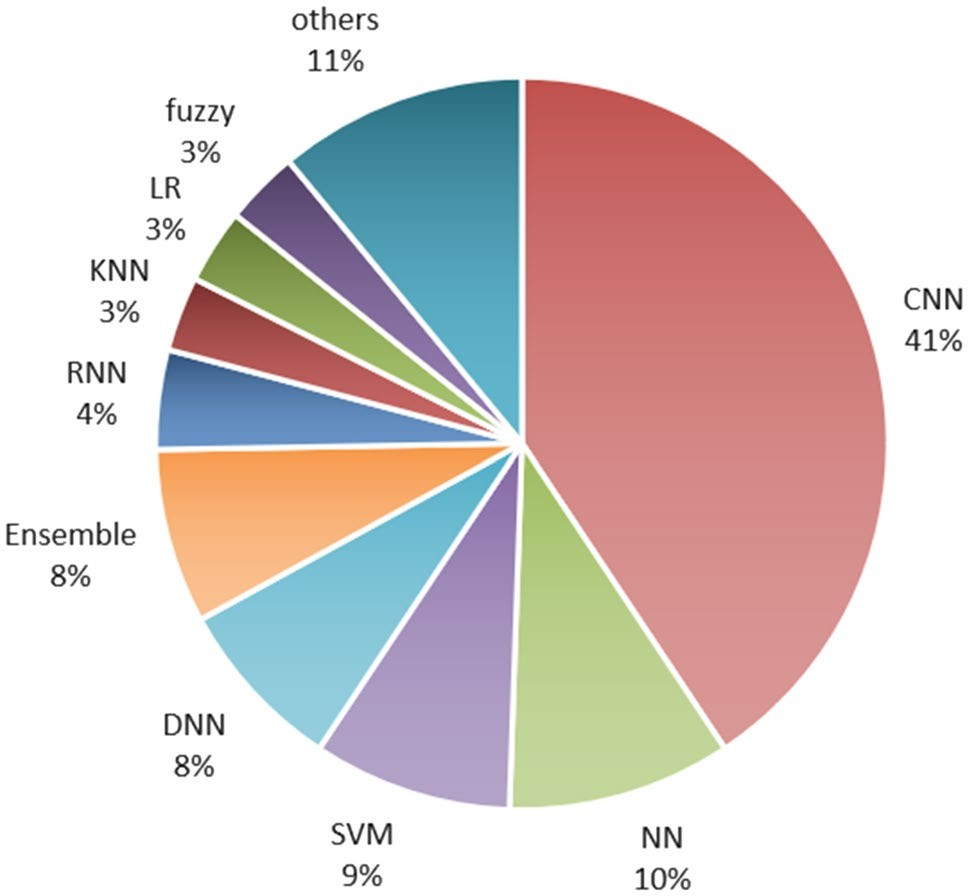 others
11%
fuzzy
3%
LR
3%
KNN
3%
RNN
4%
Ensemble
8%
DNN
8%
SVM
9%
NN
10%
CNN
41%